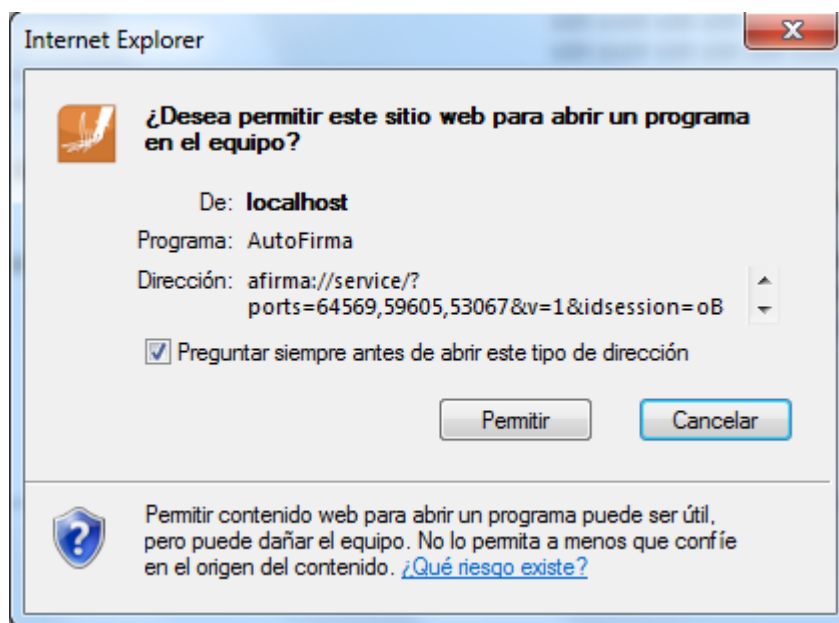 Internet Explorer
¿Desea permitir este sitio web para abrir un programa
en el equipo?
De: localhost
Programa: AutoFirma
Dirección: afirma://service/?
ports=64569,59605,53067&v=1&idsession=oB
Preguntar siempre antes de abrir este tipo de dirección
Permitir Cancelar
Permitir contenido web para abrir un programa puede ser útil,
pero puede dañar el equipo. No lo permita a menos que confíe
en el origen del contenido. ¿Qué riesgo existe?